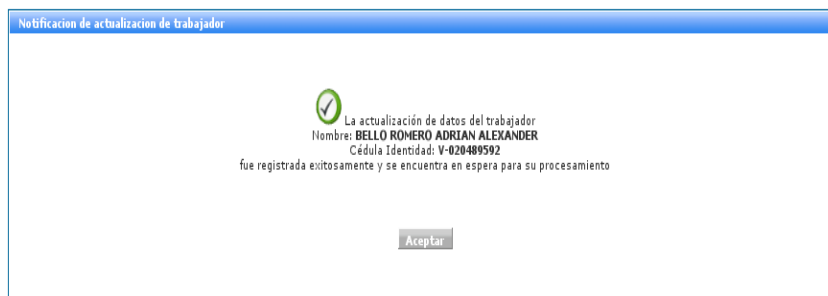 Notificacion de actualizacion de trabajador
La actualización de datos del trabajador
Nombre: BELLO ROMERO ADRIAN ALEXANDER
Cédula Identidad: V-020489592
fue registrada exitosamente y se encuentra en espera para su procesamiento
Aceptar